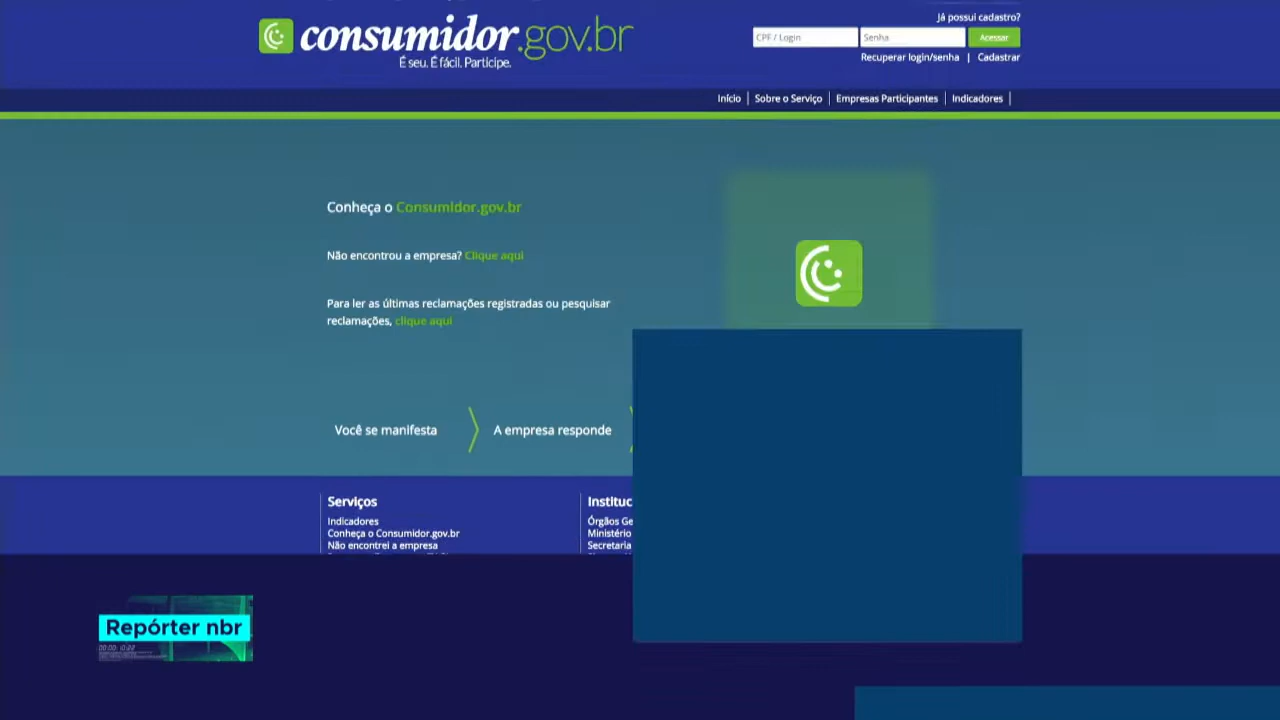 consumidor.gov.br
É seu. É fácil. Participe.
Já possui cadastro?
CPF / Login
Senha
Acessar
Recuperar login/senha | Cadastrar
Início | Sobre o Serviço | Empresas Participantes | Indicadores |
Conheça o Consumidor.gov.br
Não encontrou a empresa? Clique aqui
Para ler as últimas reclamações registradas ou pesquisar
reclamações, clique aqui
Você se manifesta
A empresa responde
Serviços
Indicadores
Conheça o Consumidor.gov.br
Não encontrei a empresa
Instituc
Órgãos Ge
Ministério
Secretaria
Repórter nbr